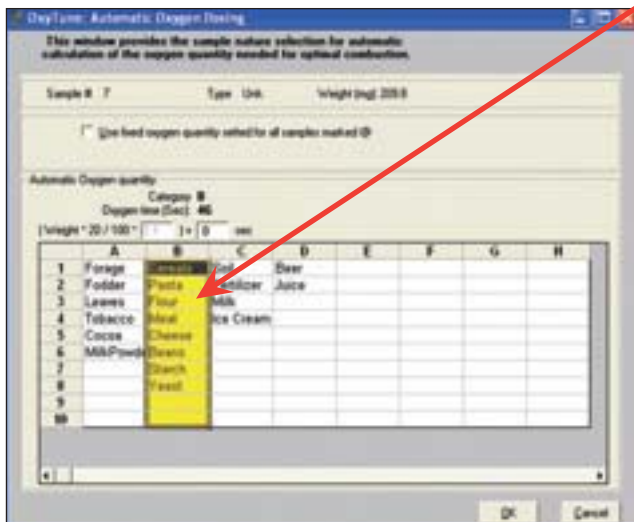 OxyTune: Automatic Oxygen Dosing
This window provides the sample nature selection for automatic
calculation of the oxygen quantity needed for optimal combustion.
Sample # 7 Type Unk Weight (mg) 209.8
Use fixed oxygen quantity for all samples marked @
Automatic Oxygen quantity
Category B
Oxygen time (Sec) 46
(Weight * 20 / 100 * ) + 0 sec
A B C D E F G H
1 Forage Cereals Soil Beer
2 Fodder Pasta Fertilizer Juice
3 Leaves Flour Milk
4 Tobacco Meat Ice Cream
5 Cocoa Cheese
6 MilkPowde Beans
7 Starch
8 Yeast
9
10
OK Cancel